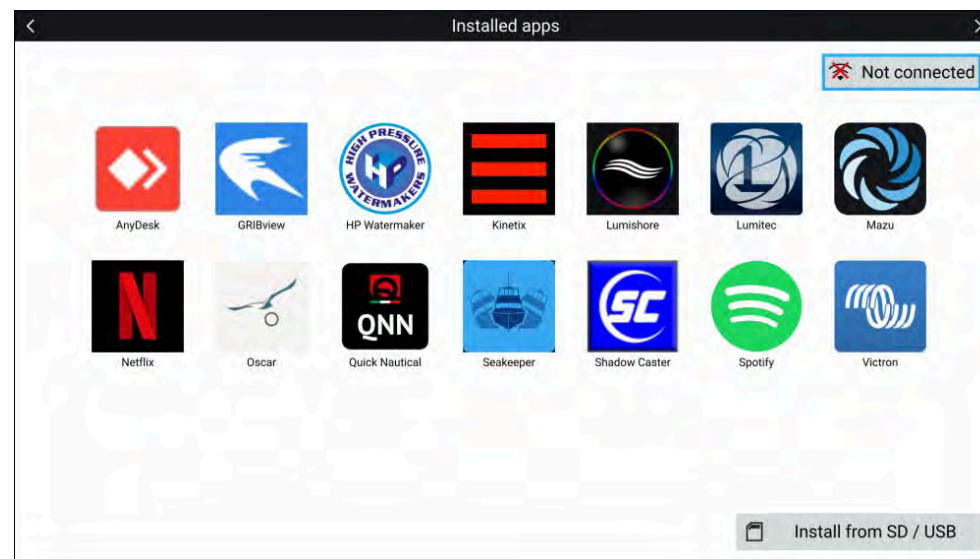 Installed apps
Not connected
HIGH PRESSURE
HP
WATERMAKERS
L
AnyDesk
GRIBview
HP Watermaker
Kinetix
Lumishore
Lumitec
Mazu
N
Q
QNN
SC
Netflix
Oscar
Quick Nautical
Seakeeper
Shadow Caster
Spotify
Victron
Install from SD / USB